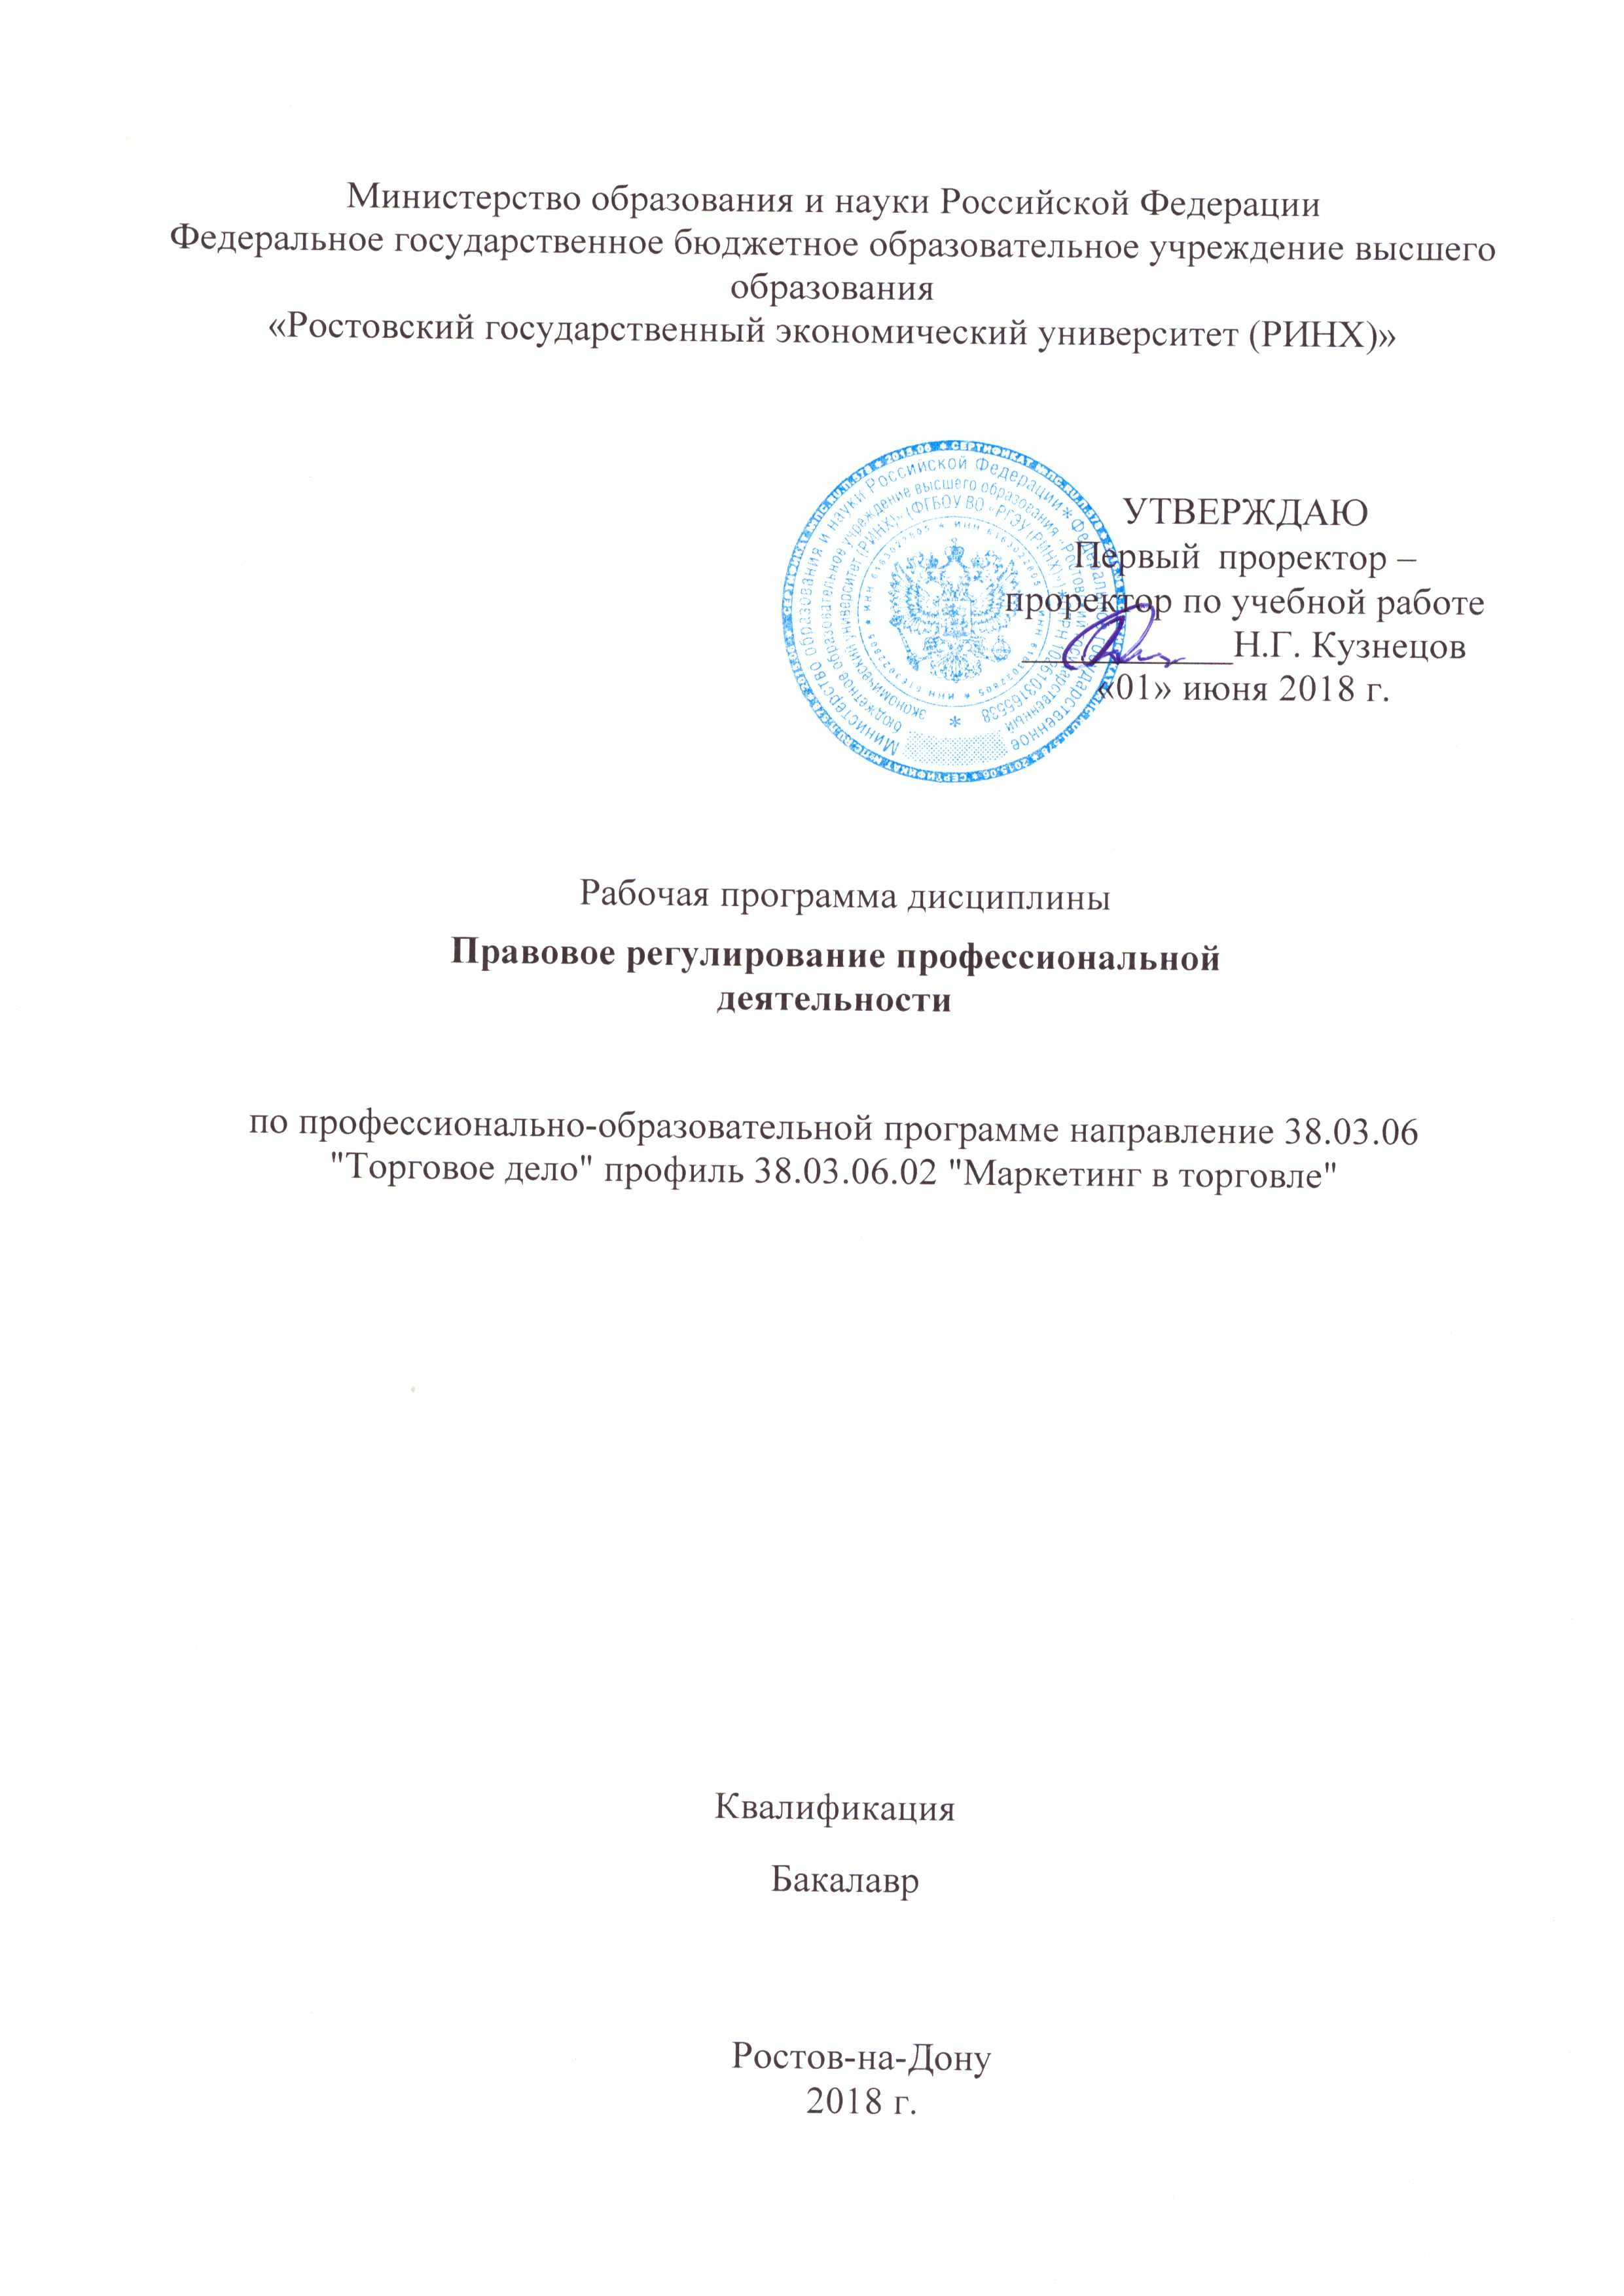 Министерство образования и науки Российской Федерации
Федеральное государственное бюджетное образовательное учреждение высшего
образования
«Ростовский государственный экономический университет (РИНХ)»
УТВЕРЖДАЮ
Первый проректор –
проректор по учебной работе
Н.Г. Кузнецов
«01» июня 2018 г.
Рабочая программа дисциплины
Правовое регулирование профессиональной
деятельности
по профессионально-образовательной программе направление 38.03.06
"Торговое дело" профиль 38.03.06.02 "Маркетинг в торговле"
Квалификация
Бакалавр
Ростов-на-Дону
2018 г.